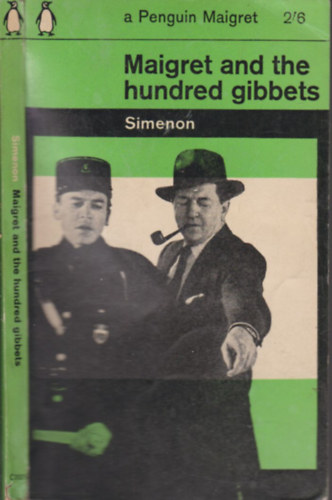 a Penguin Maigret 2/6
Maigret and the
hundred gibbets
Simenon
Simenon Maigret and the hundred gibbets